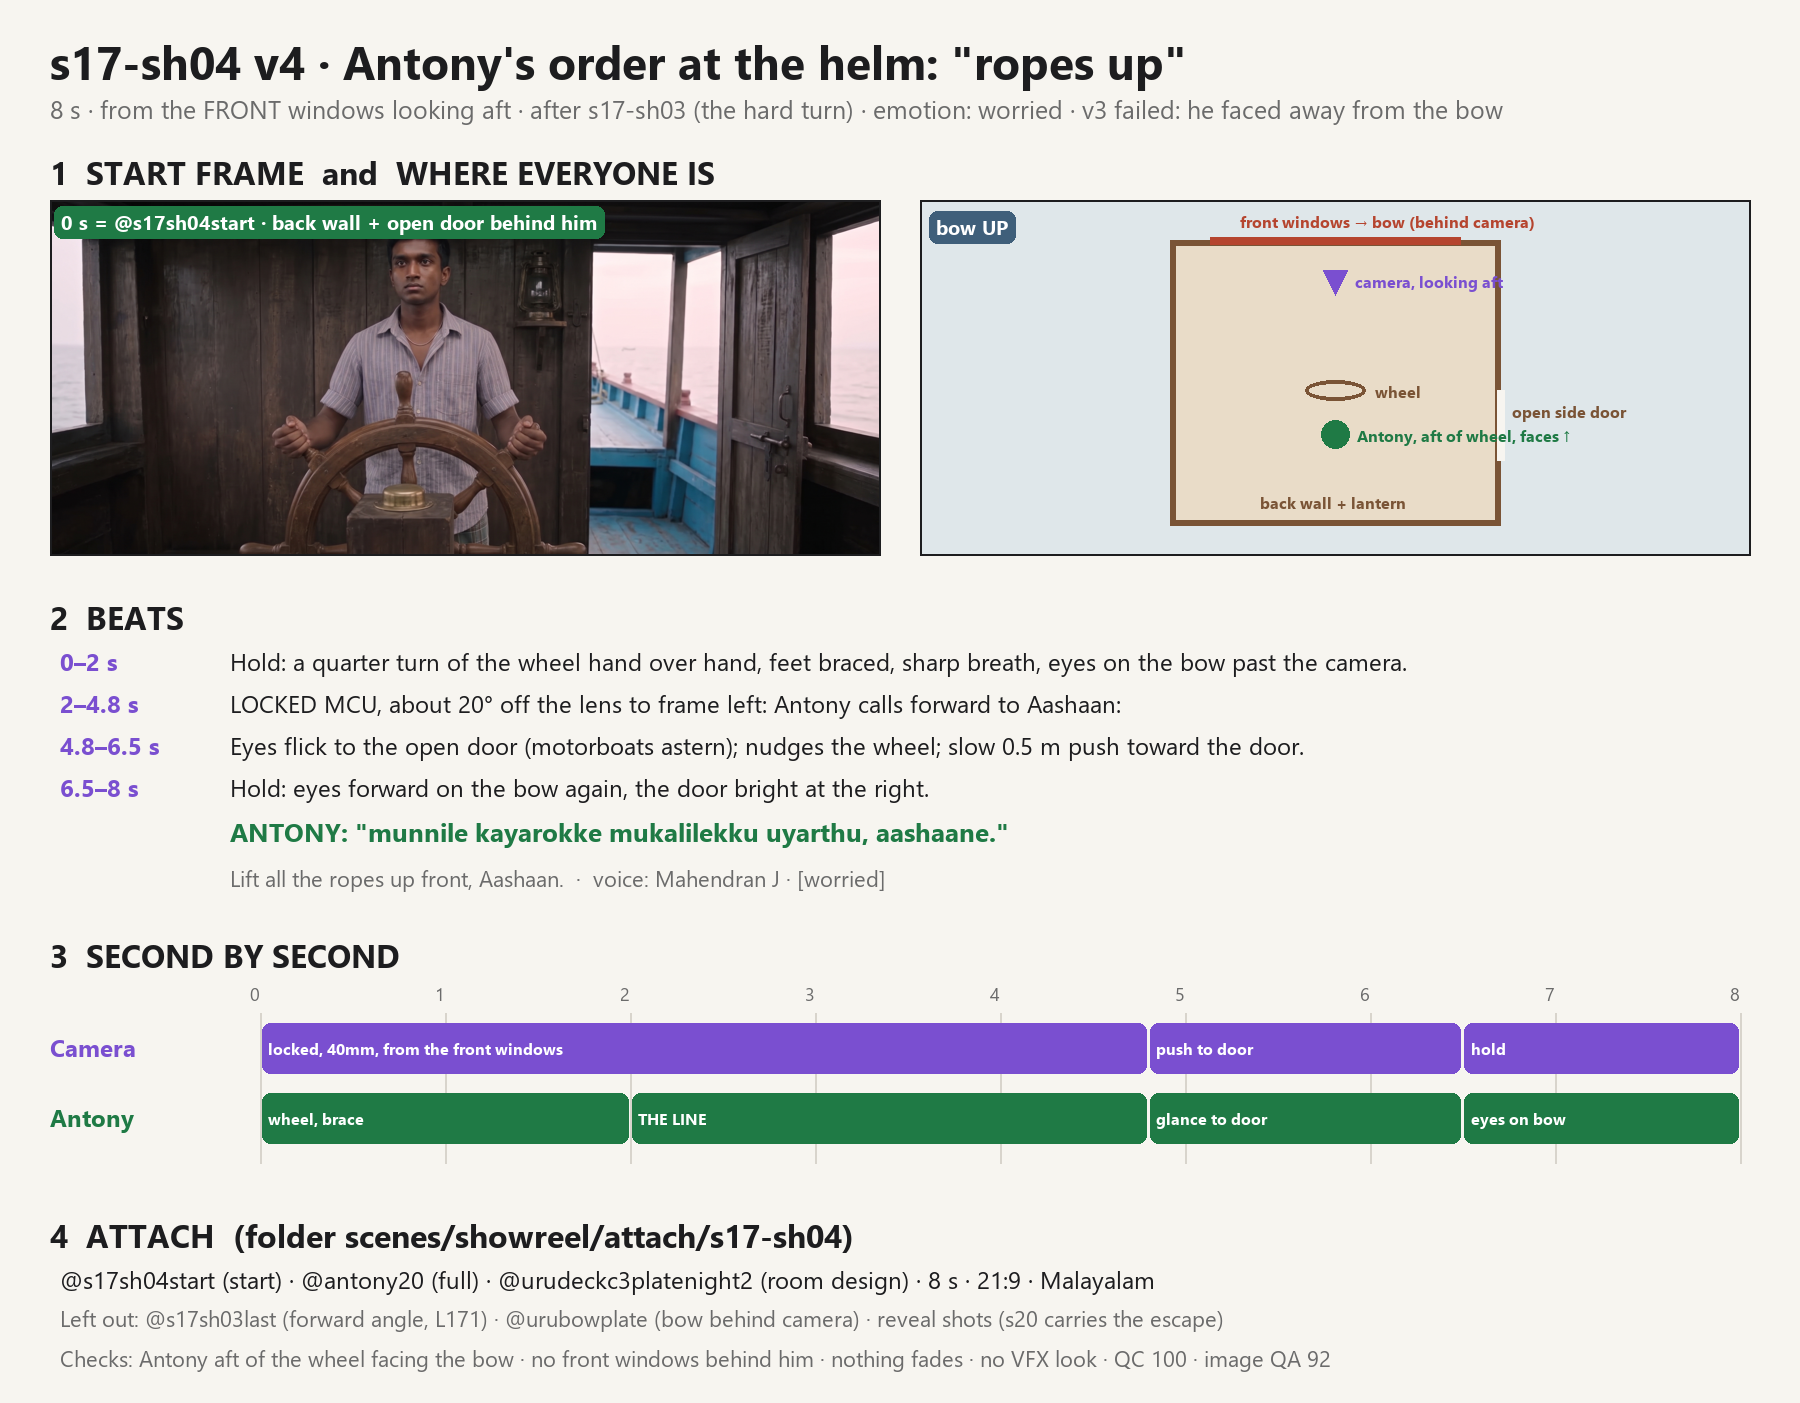 s17-sh04 v4 · Antony's order at the helm: "ropes up"
8 s · from the FRONT windows looking aft · after s17-sh03 (the hard turn) · emotion: worried · v3 failed: he faced away from the bow
1 START FRAME and WHERE EVERYONE IS
0 s = @s17sh04start · back wall + open door behind him
bow UP
front windows → bow (behind camera)
camera, looking aft
wheel
open side door
Antony, aft of wheel, faces ↑
back wall + lantern
2 BEATS
0–2 s Hold: a quarter turn of the wheel hand over hand, feet braced, sharp breath, eyes on the bow past the camera.
2–4.8 s LOCKED MCU, about 20° off the lens to frame left: Antony calls forward to Aashaan:
4.8–6.5 s Eyes flick to the open door (motorboats astern); nudges the wheel; slow 0.5 m push toward the door.
6.5–8 s Hold: eyes forward on the bow again, the door bright at the right.
ANTONY: "munnile kayarokke mukalilekku uyarthu, aashaane."
Lift all the ropes up front, Aashaan. · voice: Mahendran J · [worried]
3 SECOND BY SECOND
0 1 2 3 4 5 6 7 8
Camera locked, 40mm, from the front windows push to door hold
Antony wheel, brace THE LINE glance to door eyes on bow
4 ATTACH (folder scenes/showreel/attach/s17-sh04)
@s17sh04start (start) · @antony20 (full) · @urudeckc3platenight2 (room design) · 8 s · 21:9 · Malayalam
Left out: @s17sh03last (forward angle, L171) · @urubowplate (bow behind camera) · reveal shots (s20 carries the escape)
Checks: Antony aft of the wheel facing the bow · no front windows behind him · nothing fades · no VFX look · QC 100 · image QA 92